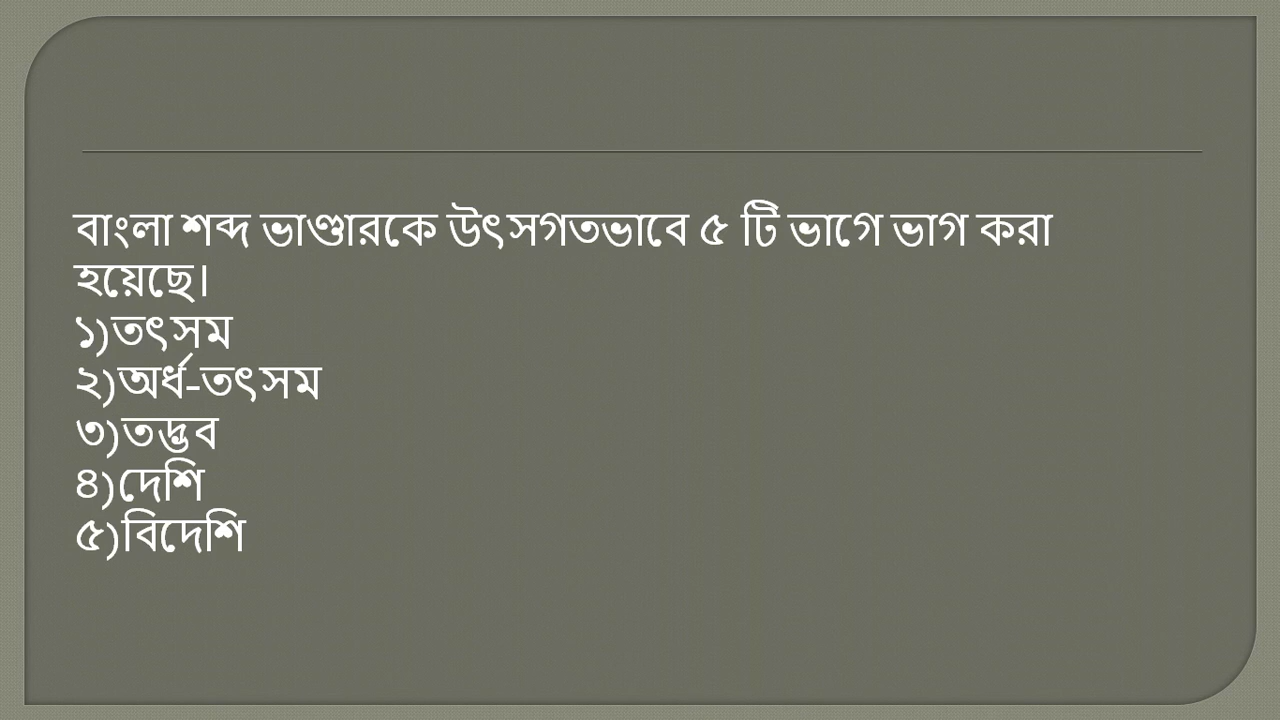 বাংলা শব্দ ভাণ্ডারকে উৎসগতভাবে ৫ টি ভাগে ভাগ করা
হয়েছে।
১)তৎসম
২)অর্ধ-তৎসম
৩)তদ্ভব
৪)দেশি
৫)বিদেশি